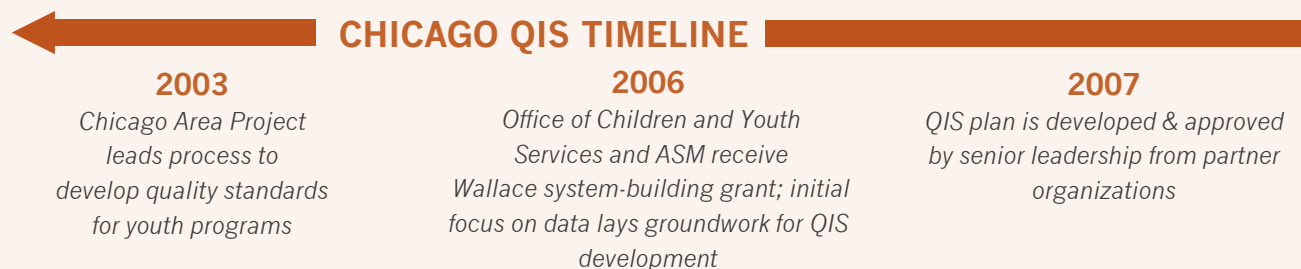 CHICAGO QIS TIMELINE
2003
Chicago Area Project
leads process to
develop quality standards
for youth programs
2006
Office of Children and Youth
Services and ASM receive
Wallace system-building grant; initial
focus on data lays groundwork for QIS
development
2007
QIS plan is developed & approved
by senior leadership from partner
organizations